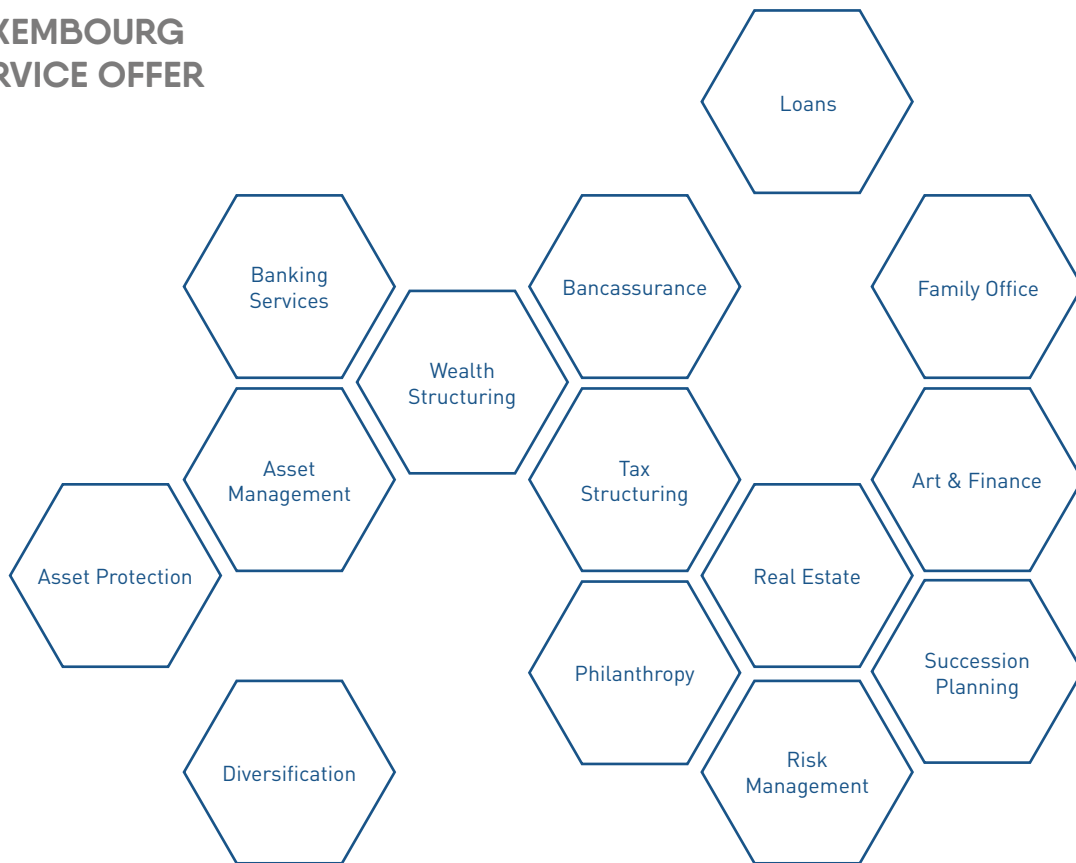 XEMBOURG
RVICE OFFER
Loans
Banking
Services
Bancassurance
Family Office
Wealth
Structuring
Asset
Management
Tax
Structuring
Art & Finance
Asset Protection
Real Estate
Philanthropy
Succession
Planning
Diversification
Risk
Management